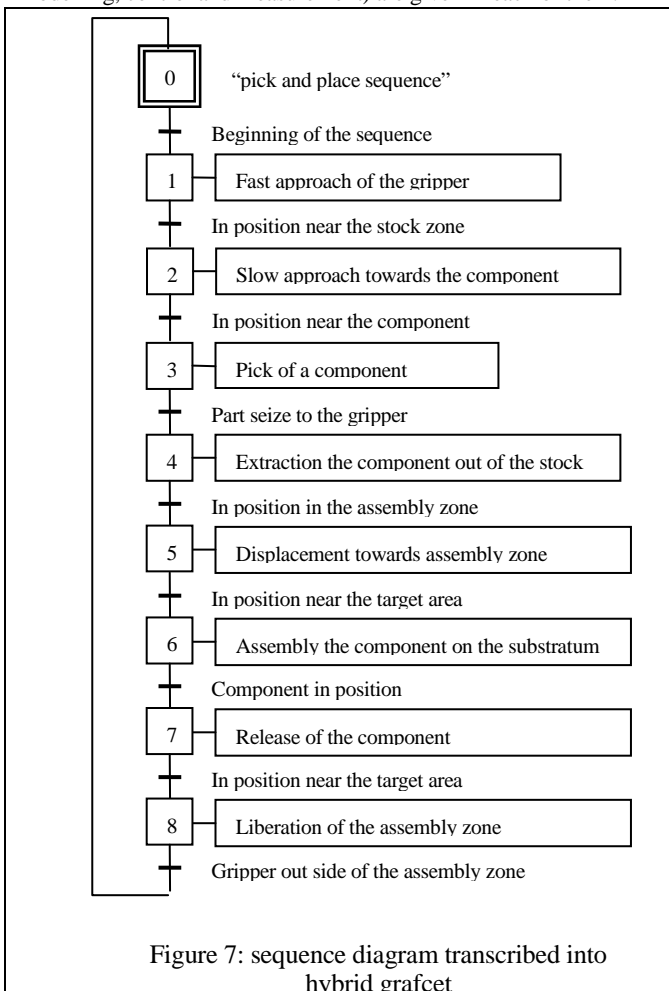 0 "pick and place sequence"
Beginning of the sequence
1 Fast approach of the gripper
In position near the stock zone
2 Slow approach towards the component
In position near the component
3 Pick of a component
Part seize to the gripper
4 Extraction the component out of the stock
In position in the assembly zone
5 Displacement towards assembly zone
In position near the target area
6 Assembly the component on the substratum
Component in position
7 Release of the component
In position near the target area
8 Liberation of the assembly zone
Gripper out side of the assembly zone
Figure 7: sequence diagram transcribed into
hybrid grafcet